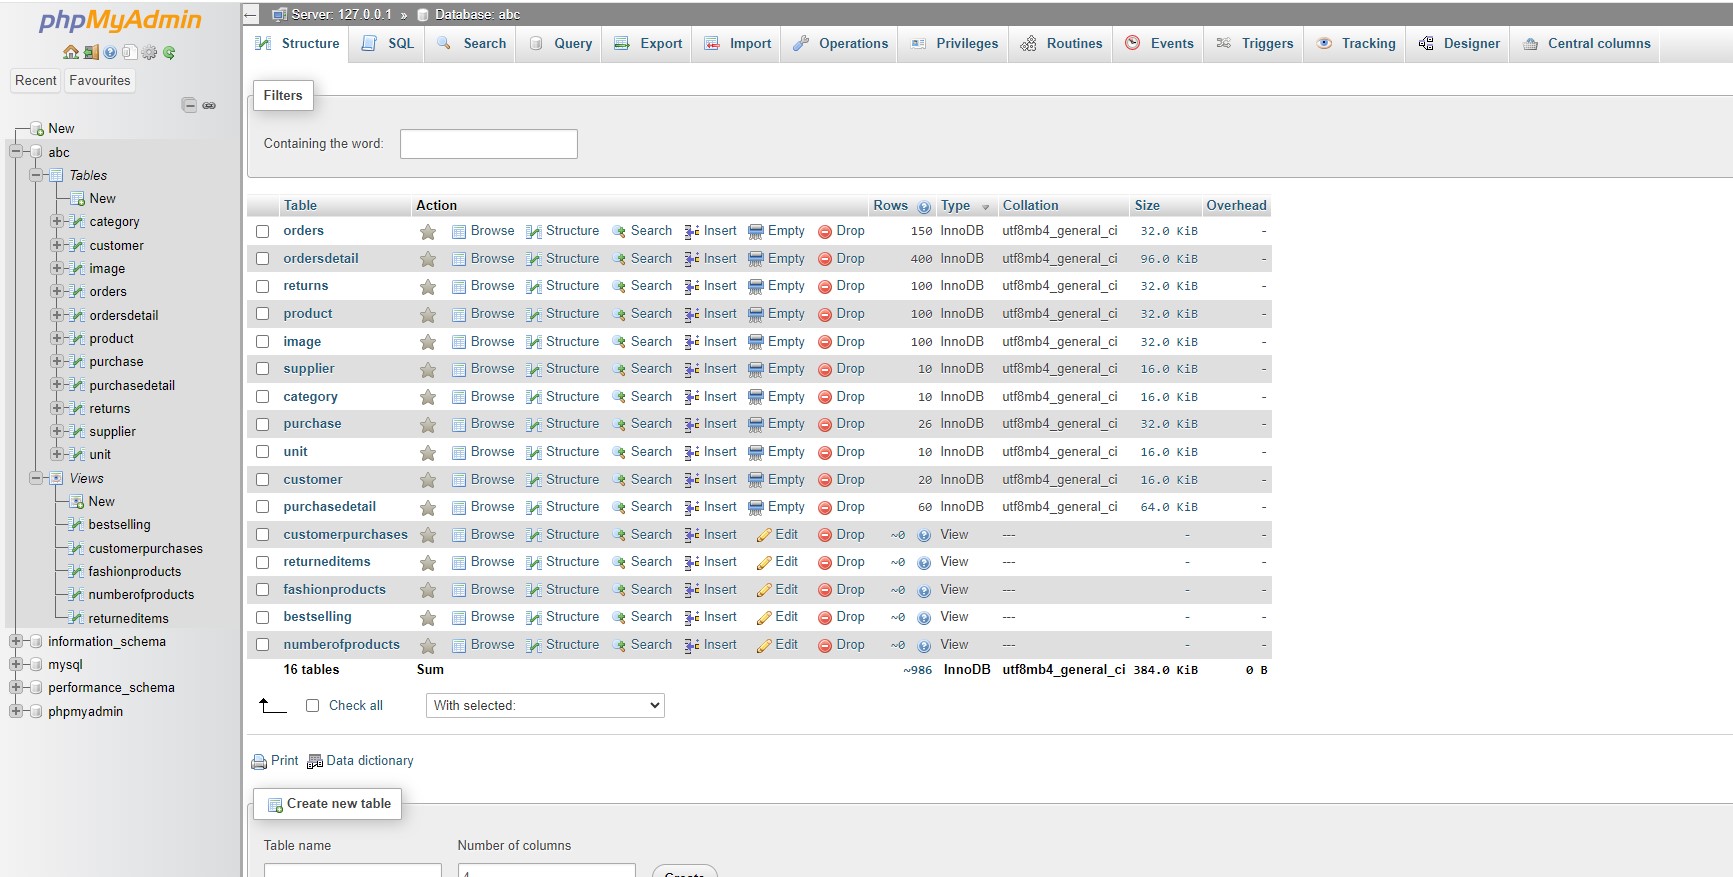 phpMyAdmin
Recent Favourites
New
abc
Tables
New
category
customer
image
orders
ordersdetail
product
purchase
purchasedetail
returns
supplier
unit
Views
New
bestselling
customerpurchases
fashionproducts
numberofproducts
returneditems
information_schema
mysql
performance_schema
phpmyadmin
Server: 127.0.0.1 » Database: abc
Structure SQL Search Query Export Import Operations Privileges Routines Events Triggers Tracking Designer Central columns
Filters
Containing the word:
Table Action Rows Type Collation Size Overhead
orders Browse Structure Search Insert Empty Drop 150 InnoDB utf8mb4_general_ci 32.0 KiB -
ordersdetail Browse Structure Search Insert Empty Drop 400 InnoDB utf8mb4_general_ci 96.0 KiB -
returns Browse Structure Search Insert Empty Drop 100 InnoDB utf8mb4_general_ci 32.0 KiB -
product Browse Structure Search Insert Empty Drop 100 InnoDB utf8mb4_general_ci 32.0 KiB -
image Browse Structure Search Insert Empty Drop 100 InnoDB utf8mb4_general_ci 32.0 KiB -
supplier Browse Structure Search Insert Empty Drop 10 InnoDB utf8mb4_general_ci 16.0 KiB -
category Browse Structure Search Insert Empty Drop 10 InnoDB utf8mb4_general_ci 16.0 KiB -
purchase Browse Structure Search Insert Empty Drop 26 InnoDB utf8mb4_general_ci 32.0 KiB -
unit Browse Structure Search Insert Empty Drop 10 InnoDB utf8mb4_general_ci 16.0 KiB -
customer Browse Structure Search Insert Empty Drop 20 InnoDB utf8mb4_general_ci 16.0 KiB -
purchasedetail Browse Structure Search Insert Empty Drop 60 InnoDB utf8mb4_general_ci 64.0 KiB -
customerpurchases Browse Structure Search Insert Edit Drop ~0 View --- - -
returneditems Browse Structure Search Insert Edit Drop ~0 View --- - -
fashionproducts Browse Structure Search Insert Edit Drop ~0 View --- - -
bestselling Browse Structure Search Insert Edit Drop ~0 View --- - -
numberofproducts Browse Structure Search Insert Edit Drop ~0 View --- - -
16 tables Sum ~986 InnoDB utf8mb4_general_ci 384.0 KiB 0 B
Check all With selected:
Print Data dictionary
Create new table
Table name Number of columns
4 Create